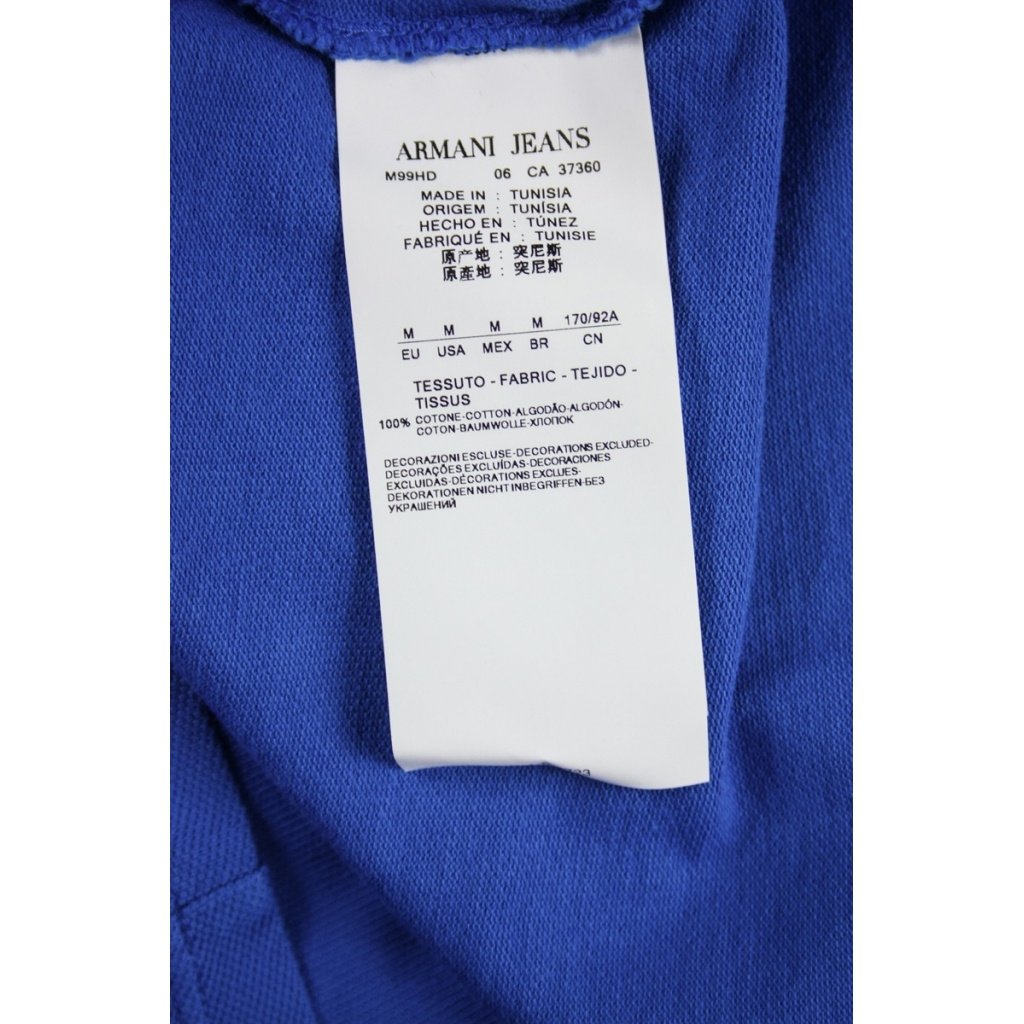 ARMANI JEANS
M99HD 06 CA 37360
MADE IN : TUNISIA
ORIGEM : TUNÍSIA
HECHO EN : TÚNEZ
FABRIQUÉ EN : TUNISIE
原产地 : 突尼斯
原產地 : 突尼斯
M M M M 170/92A
EU USA MEX BR CN
TESSUTO - FABRIC - TEJIDO -
TISSUS
100% COTONE-COTTON-ALGODÃO-ALGODÓN-
COTON-BAUMWOLLE-ХЛОПОК
DECORAZIONI ESCLUSE-DECORATIONS EXCLUDED-
DECORAÇÕES EXCLUÍDAS-DECORACIONES
EXCLUIDAS-DÉCORATIONS EXCLUES-
DEKORATIONEN NICHT INBEGRIFFEN-БЕЗ
УКРАШЕНИЙ